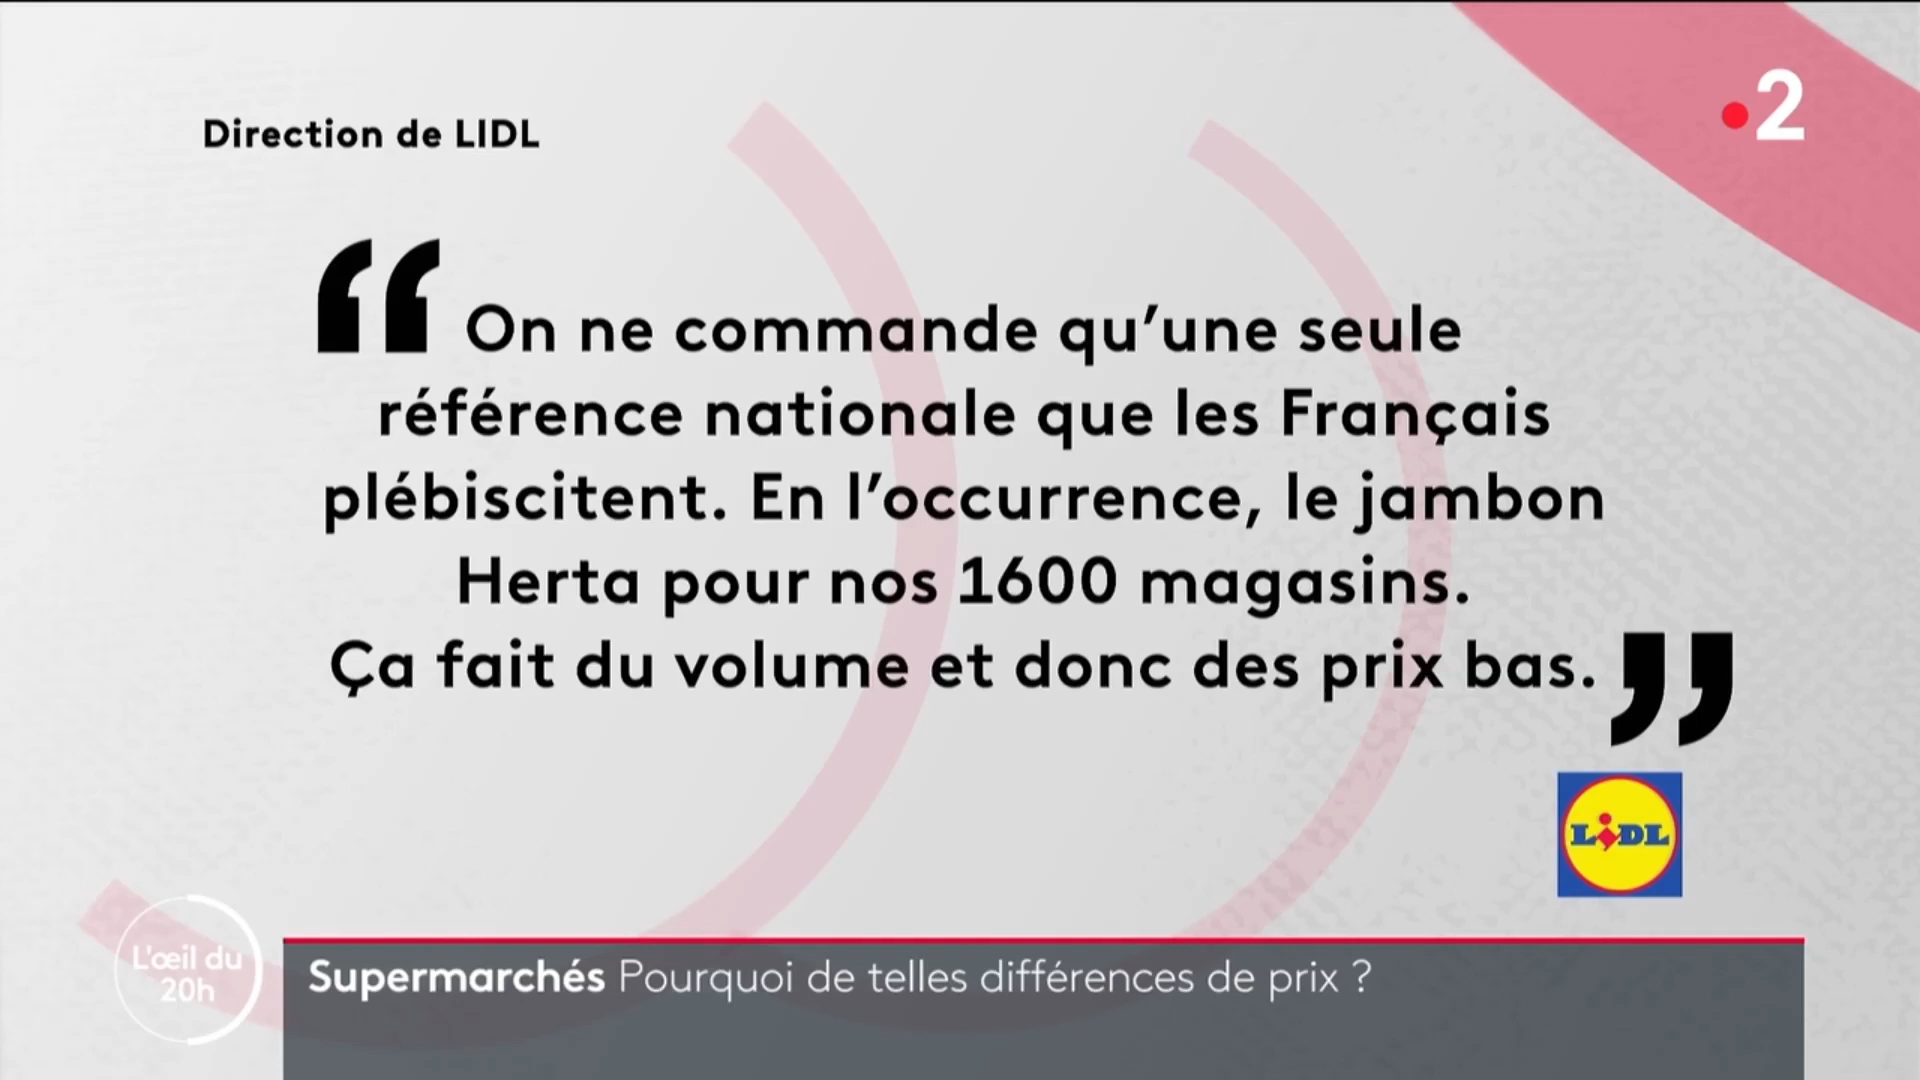 Direction de LIDL
2
“ On ne commande qu’une seule
référence nationale que les Français
plébiscitent. En l’occurrence, le jambon
Herta pour nos 1600 magasins.
Ça fait du volume et donc des prix bas. ”
LiDL
L'œil du
20h
Supermarchés Pourquoi de telles différences de prix ?